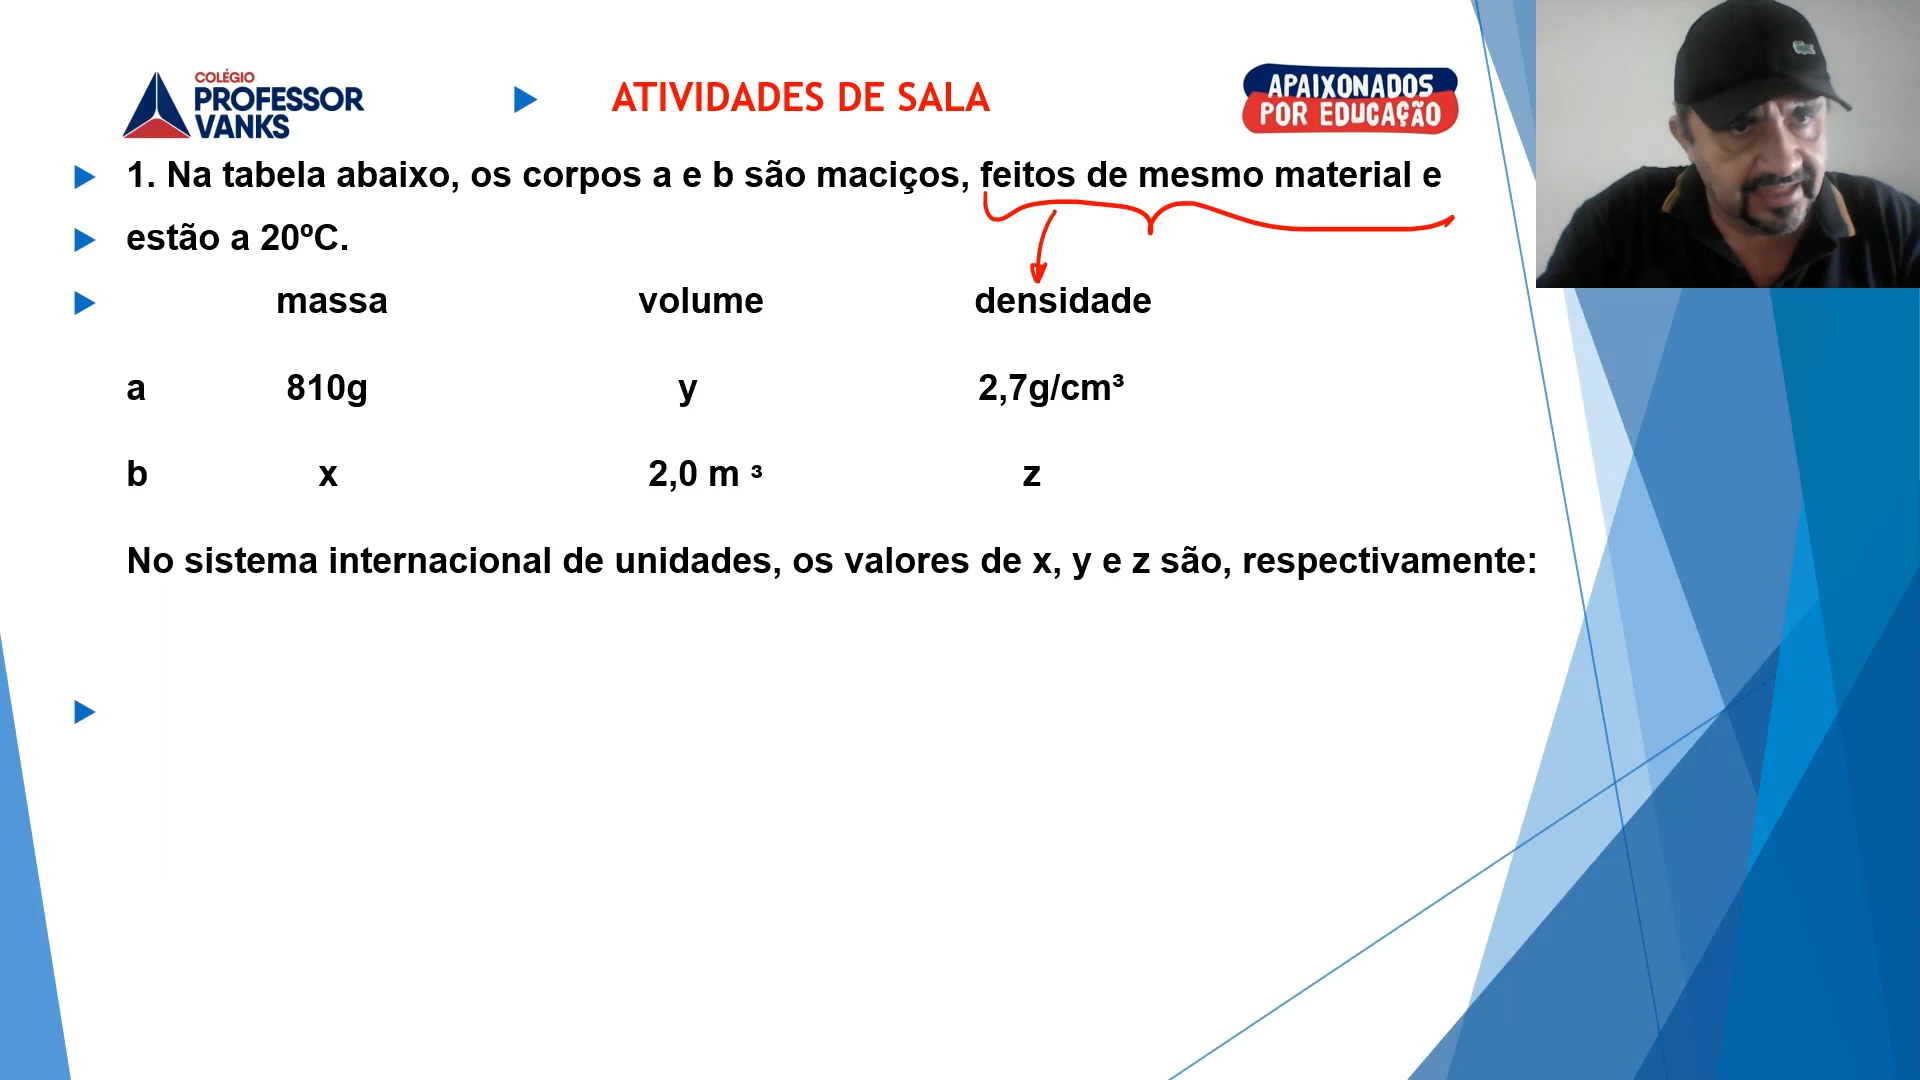 COLÉGIO
PROFESSOR
VANKS
ATIVIDADES DE SALA
APAIXONADOS
POR EDUCAÇÃO
1. Na tabela abaixo, os corpos a e b são maciços, feitos de mesmo material e
estão a 20ºC.
massa volume densidade
a 810g y 2,7g/cm³
b x 2,0 m ³ z
No sistema internacional de unidades, os valores de x, y e z são, respectivamente: